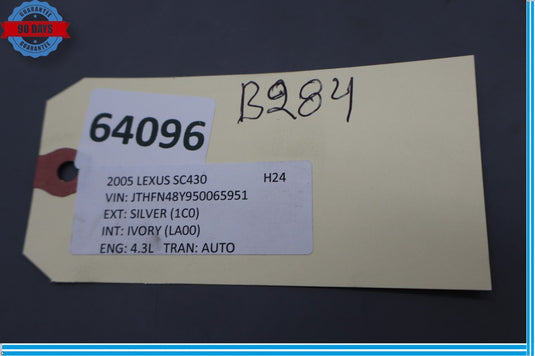 GUARANTEE
90 DAYS
GUARANTEE
B284
64096
2005 LEXUS SC430 H24
VIN: JTHFN48Y950065951
EXT: SILVER (1C0)
INT: IVORY (LA00)
ENG: 4.3L TRAN: AUTO